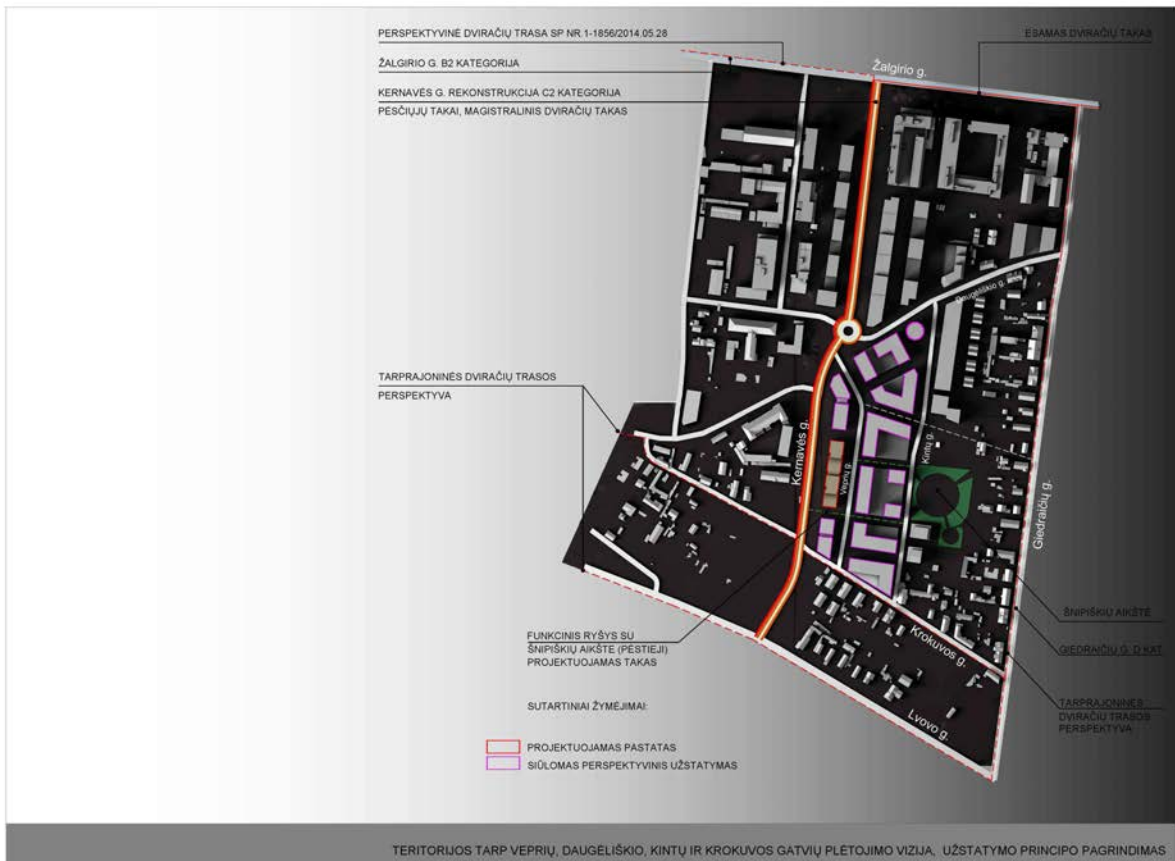 PERSPEKTYVINĖ DVIRAČIŲ TRASA SP NR.1-1856/2014.05.28
ESAMAS DVIRAČIŲ TAKAS
ŽALGIRIO G. B2 KATEGORIJA
Žalgirio g.
KERNAVĖS G. REKONSTRUKCIJA C2 KATEGORIJA
PĖSČIŲJŲ TAKAI, MAGISTRALINIS DVIRAČIŲ TAKAS
Daugėliškio g.
TARPRAJONINĖS DVIRAČIŲ TRASOS
PERSPEKTYVA
Kernavės g.
Veprių g.
Kintų g.
Giedraičių g.
ŠNIPIŠKIŲ AIKŠTĖ
FUNKCINIS RYŠYS SU
ŠNIPIŠKIŲ AIKŠTE (PĖSTIEJI)
PROJEKTUOJAMAS TAKAS
Krokuvos g.
GIEDRAIČIŲ G. D KAT.
Lvovo g.
TARPRAJONINĖS
DVIRAČIŲ TRASOS
PERSPEKTYVA
SUTARTINIAI ŽYMĖJIMAI:
PROJEKTUOJAMAS PASTATAS
SIŪLOMAS PERSPEKTYVINIS UŽSTATYMAS
TERITORIJOS TARP VEPRIŲ, DAUGĖLIŠKIO, KINTŲ IR KROKUVOS GATVIŲ PLĖTOJIMO VIZIJA, UŽSTATYMO PRINCIPO PAGRINDIMAS